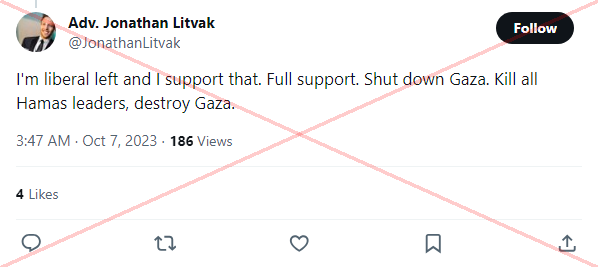 Adv. Jonathan Litvak
@JonathanLitvak
Follow
I'm liberal left and I support that. Full support. Shut down Gaza. Kill all
Hamas leaders, destroy Gaza.
3:47 AM · Oct 7, 2023 · 186 Views
4 Likes